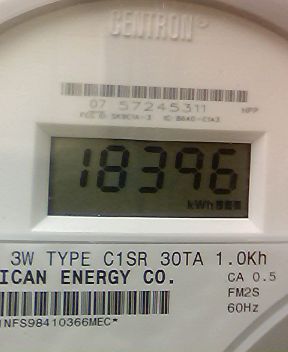 CENTRON
07 57245311
18396
kWh
3W TYPE C1SR 30TA 1.0Kh
ICAN ENERGY CO.
CA 0.5
FM2S
60Hz
NFS98410366MEC*